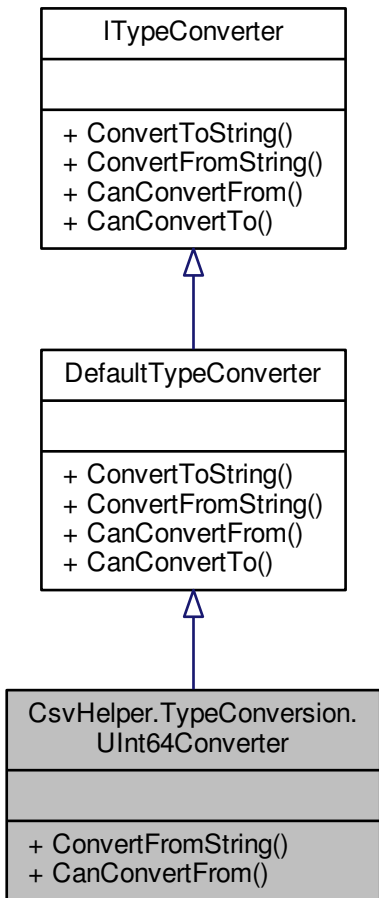 ITypeConverter
+ ConvertToString()
+ ConvertFromString()
+ CanConvertFrom()
+ CanConvertTo()
DefaultTypeConverter
+ ConvertToString()
+ ConvertFromString()
+ CanConvertFrom()
+ CanConvertTo()
CsvHelper.TypeConversion.
UInt64Converter
+ ConvertFromString()
+ CanConvertFrom()